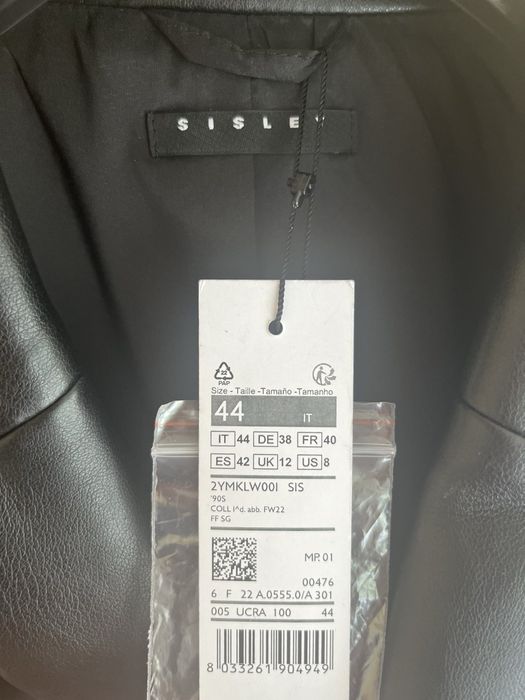 SISLEY
22
PAP
Size - Taille -Tamaño -Tamanho
44 IT
IT 44 DE 38 FR 40
ES 42 UK 12 US 8
2YMKLW00I SIS
'90S
COLL I^d. abb. FW22
FF SG
MP. 01
00476
6 F 22 A.0555.0/A 301
005 UCRA 100 44
8 033261 904949